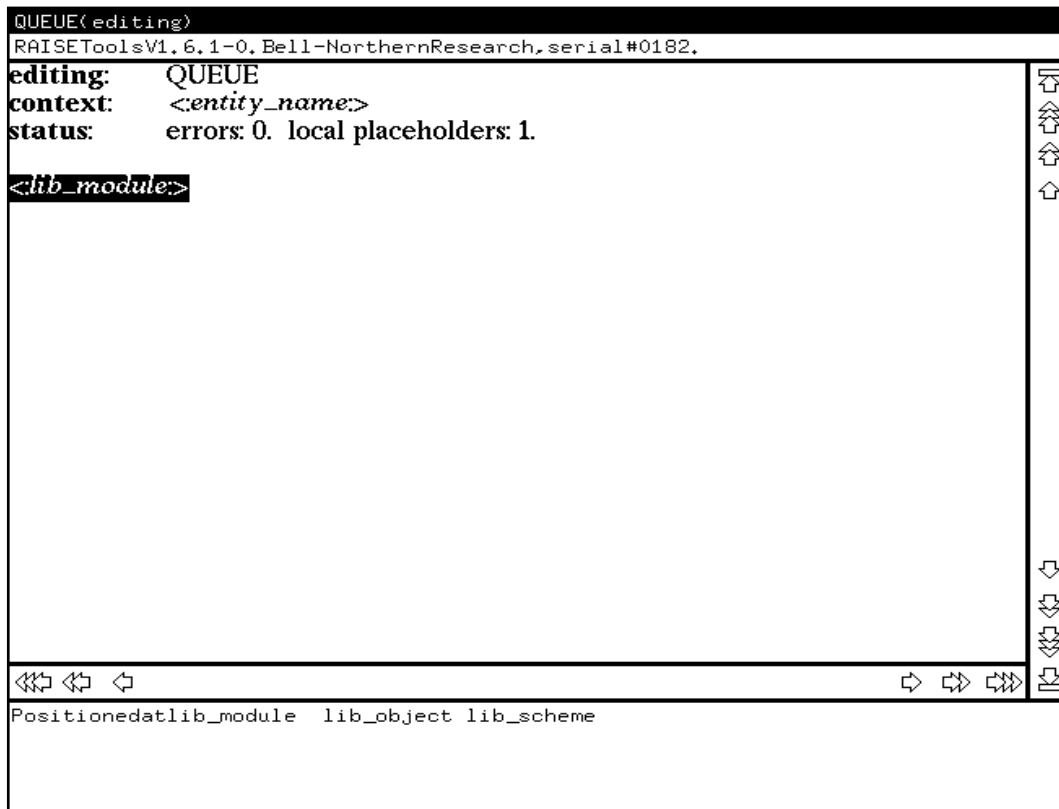 QUEUE(editing)
RAISEToolsV1.6.1-0.Bell-NorthernResearch,serial#0182.
editing: QUEUE
context: <:entity_name:>
status: errors: 0. local placeholders: 1.
<:lib_module:>
Positionedatlib_module lib_object lib_scheme